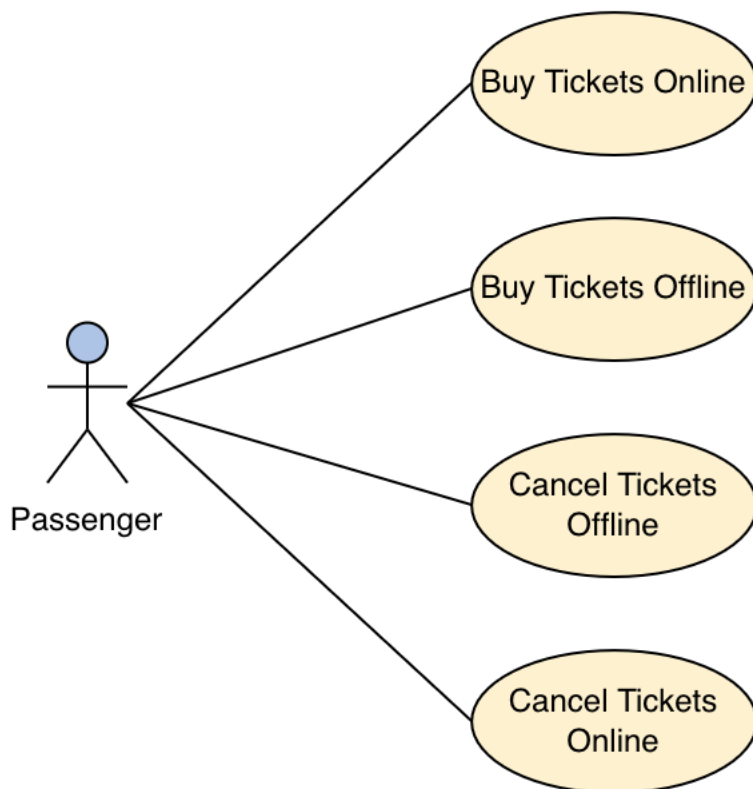 Buy Tickets Online
Buy Tickets Offline
Passenger
Cancel Tickets
Offline
Cancel Tickets
Online